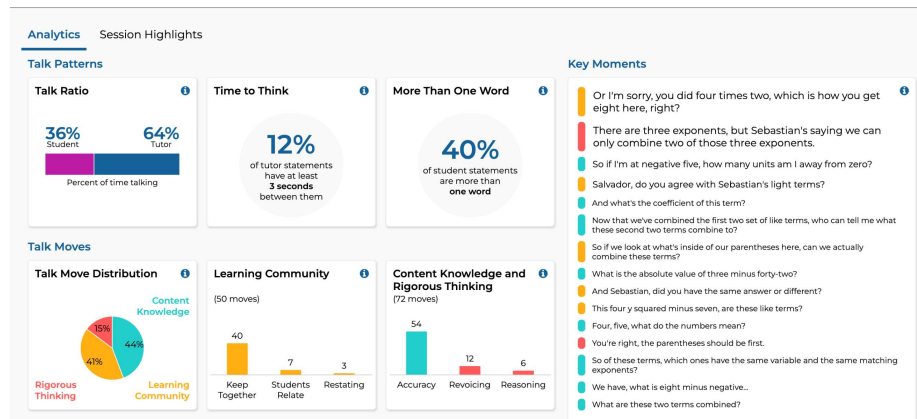 Analytics Session Highlights
Talk Patterns
Talk Ratio
36%
Student
64%
Tutor
Percent of time talking
Time to Think
12%
of tutor statements
have at least
3 seconds
between them
More Than One Word
40%
of student statements
are more than
one word
Talk Moves
Talk Move Distribution
Content
Knowledge
15%
44%
41%
Rigorous
Thinking
Learning
Community
Learning Community
(50 moves)
40
7
3
Keep
Together
Students
Relate
Restating
Content Knowledge and
Rigorous Thinking
(72 moves)
54
12
6
Accuracy Revoicing Reasoning
Key Moments
Or I'm sorry, you did four times two, which is how you get
eight here, right?
There are three exponents, but Sebastian's saying we can
only combine two of those three exponents.
So if I'm at negative five, how many units am I away from zero?
Salvador, do you agree with Sebastian's light terms?
And what's the coefficient of this term?
Now that we've combined the first two set of like terms, who can tell me what
these second two terms combine to?
So if we look at what's inside of our parentheses here, can we actually
combine these terms?
What is the absolute value of three minus forty-two?
And Sebastian, did you have the same answer or different?
This four y squared minus seven, are these like terms?
Four, five, what do the numbers mean?
You're right, the parentheses should be first.
So of these terms, which ones have the same variable and the same matching
exponents?
We have, what is eight minus negative...
What are these two terms combined?